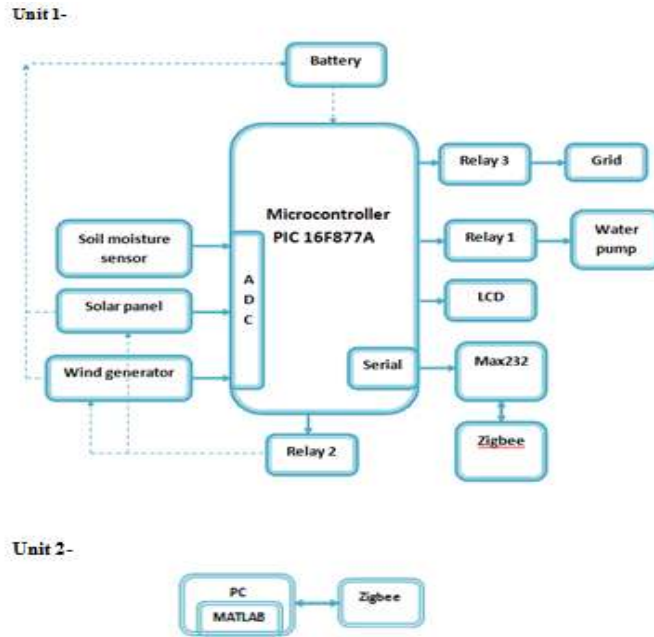 Unit 1-
Battery
Relay 3
Grid
Microcontroller
PIC 16F877A
Soil moisture
sensor
Relay 1
Water
pump
A
D
C
Solar panel
LCD
Wind generator
Serial
Max232
Relay 2
Zigbee
Unit 2-
PC
MATLAB
Zigbee